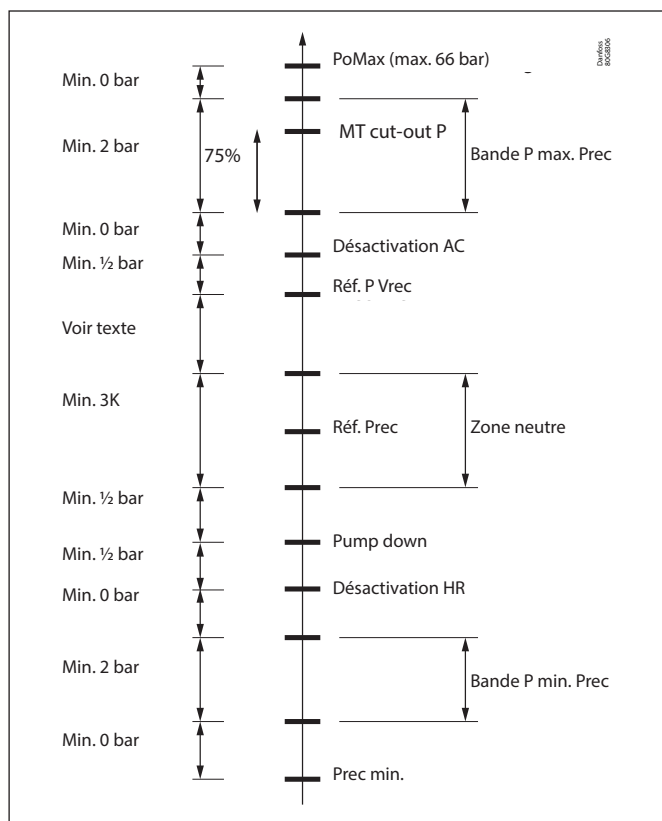 PoMax (max. 66 bar)
Danfoss
80G8306
Min. 0 bar
MT cut-out P
Min. 2 bar
75%
Bande P max. Prec
Min. 0 bar
Désactivation AC
Min. ½ bar
Réf. P Vrec
Voir texte
Min. 3K
Réf. Prec
Zone neutre
Min. ½ bar
Pump down
Min. ½ bar
Désactivation HR
Min. 0 bar
Min. 2 bar
Bande P min. Prec
Min. 0 bar
Prec min.